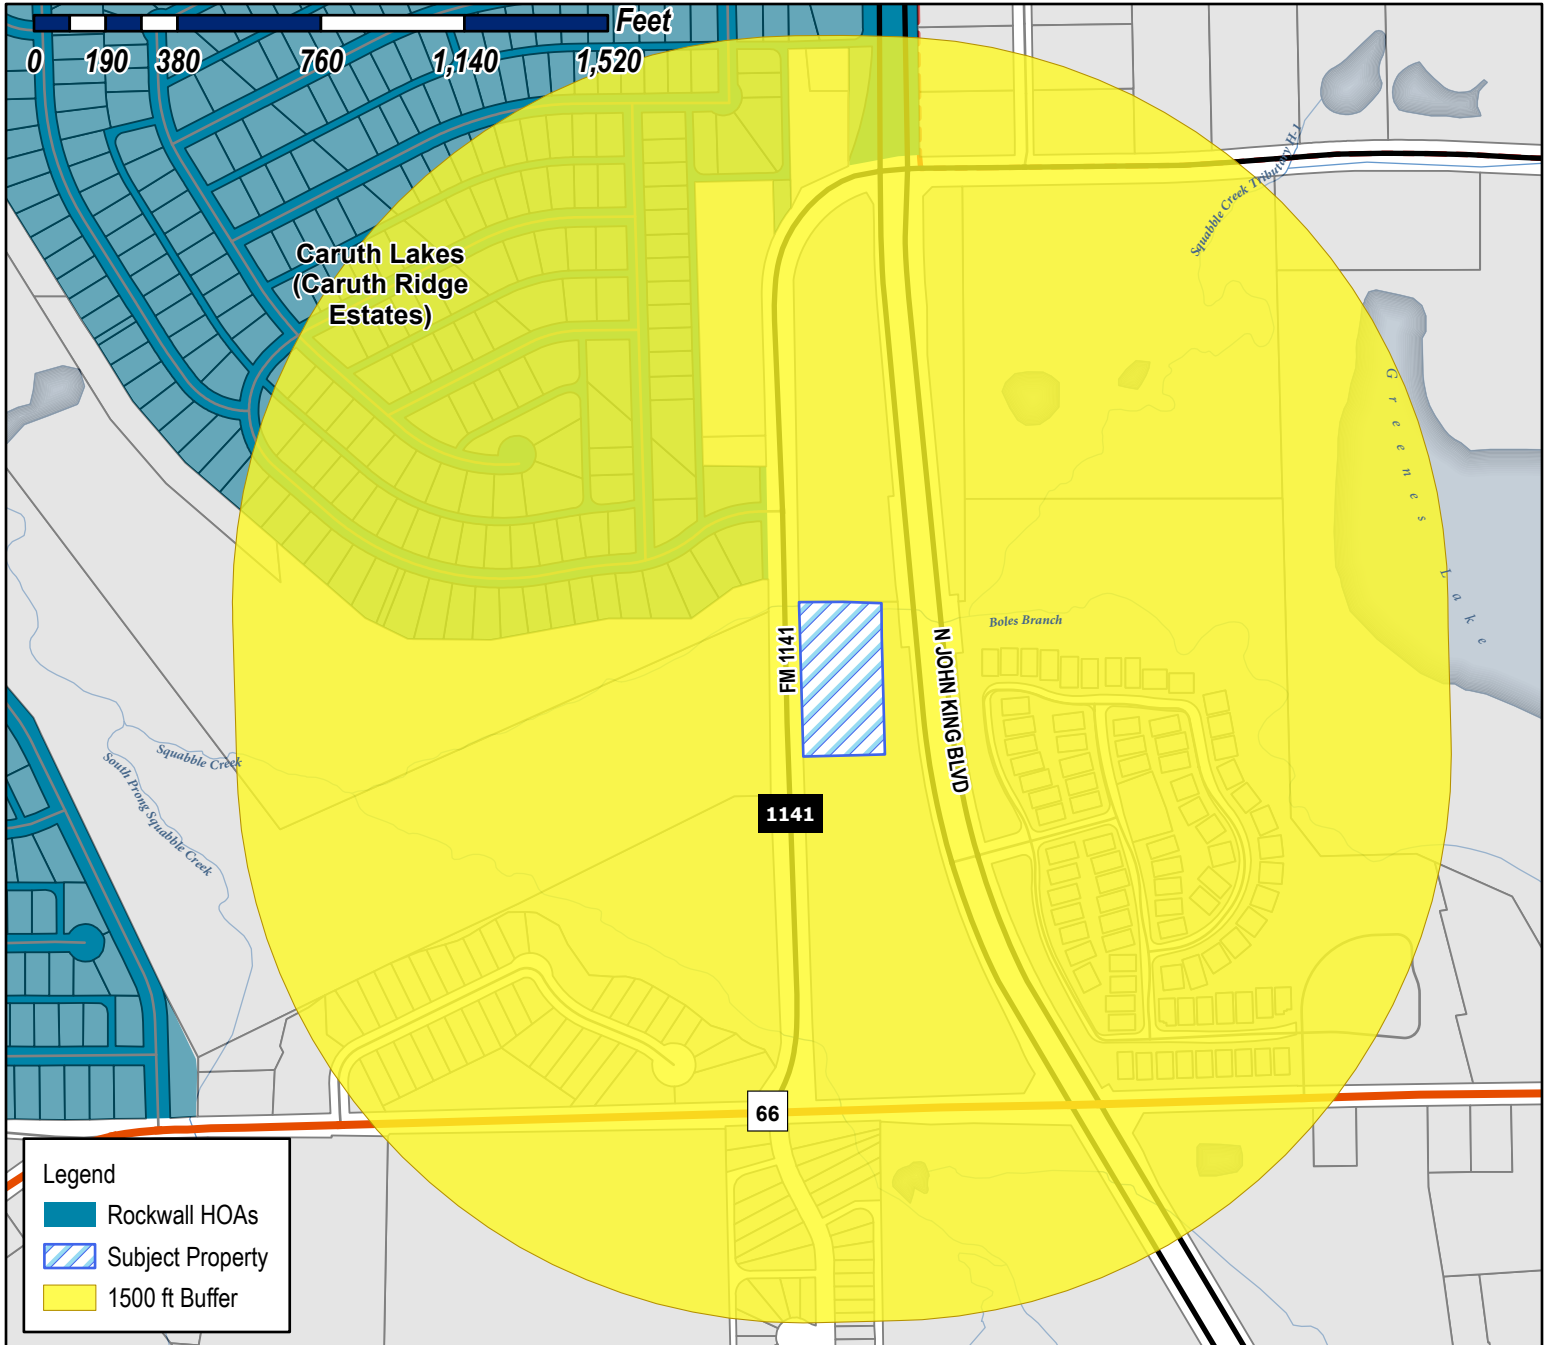 Feet
0 190 380 760 1,140 1,520
Squabble Creek Tributary H-1
Caruth Lakes
(Caruth Ridge
Estates)
Greenes Lake
Boles Branch
FM 1141
N JOHN KING BLVD
Squabble Creek
South Prong Squabble Creek
1141
66
Legend
Rockwall HOAs
Subject Property
1500 ft Buffer